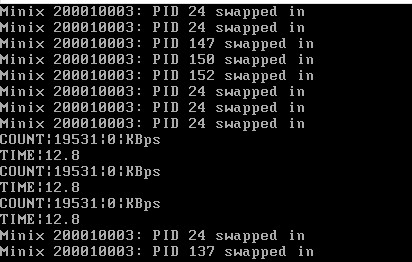 Minix 200010003: PID 24 swapped in
Minix 200010003: PID 24 swapped in
Minix 200010003: PID 147 swapped in
Minix 200010003: PID 150 swapped in
Minix 200010003: PID 152 swapped in
Minix 200010003: PID 24 swapped in
Minix 200010003: PID 24 swapped in
Minix 200010003: PID 24 swapped in
COUNT¦19531¦0¦KBps
TIME¦12.8
COUNT¦19531¦0¦KBps
TIME¦12.8
COUNT¦19531¦0¦KBps
TIME¦12.8
Minix 200010003: PID 24 swapped in
Minix 200010003: PID 137 swapped in